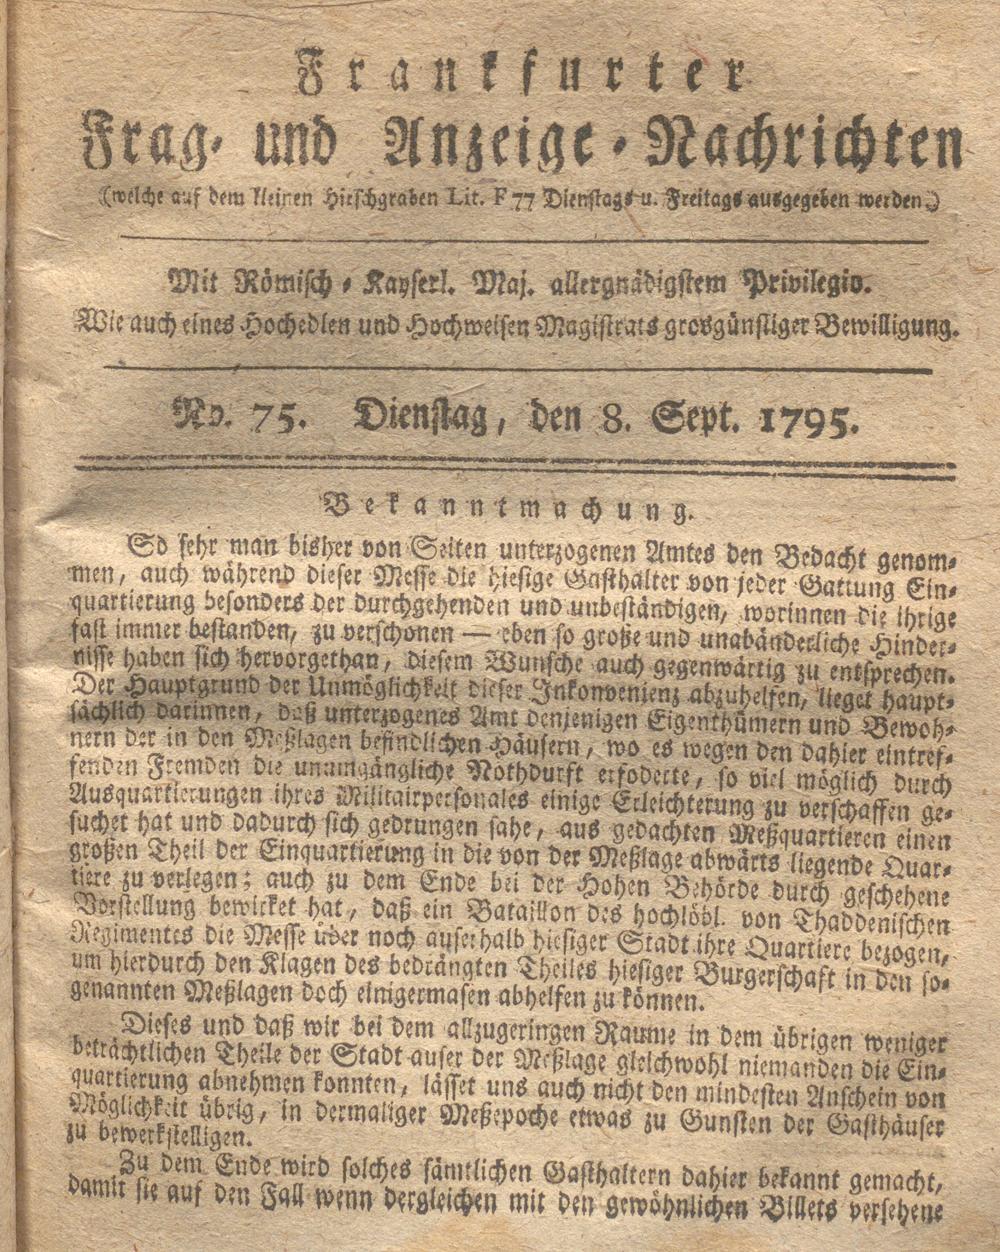 Frankfurter
Frag- und Anzeige-Nachrichten
(welche auf dem kleinen Hirschgraben Lit. F 77 Dienstags u. Freitags ausgegeben werden.)
Mit Römisch-Kayserl. Maj. allergnädigstem Privilegio.
Wie auch eines Hochedlen und Hochweisen Magistrats grosgünstiger Bewilligung.
No. 75. Dienstag, den 8. Sept. 1795.
Bekanntmachung.
So sehr man bisher von Seiten unterzogenen Amtes den Bedacht genom-
men, auch während dieser Messe die hiesige Gasthalter von jeder Gattung Ein-
quartierung besonders der durchgehenden und unbeständigen, worinnen die ihrige
fast immer bestanden, zu verschonen — eben so große und unabänderliche Hinder-
nisse haben sich hervorgethan, diesem Wunsche auch gegenwärtig zu entsprechen.
Der Hauptgrund der Unmöglichkeit dieser Inkonvenienz abzuhelfen, lieget haupt-
sächlich darinnen, daß unterzogenes Amt denjenigen Eigenthümern und Bewoh-
nern der in den Meßlagen befindlichen Häusern, wo es wegen den dahier eintref-
fenden Fremden die unumgängliche Nothdurft erfoderte, so viel möglich durch
Ausquartierungen ihres Militairpersonales einige Erleichterung zu verschaffen ge-
suchet hat und dadurch sich gedrungen sahe, aus gedachten Meßquartieren einen
großen Theil der Einquartierung in die von der Meßlage abwärts liegende Quar-
tiere zu verlegen; auch zu dem Ende bei der Hohen Behörde durch geschehene
Vorstellung bewirket hat, daß ein Bataillon des hochlöbl. von Thaddenischen
Regimentes die Messe über noch auserhalb hiesiger Stadt ihre Quartiere bezogen,
um hierdurch den Klagen des bedrängten Theiles hiesiger Burgerschaft in den so-
genannten Meßlagen doch einigermasen abhelfen zu können.
Dieses und daß wir bei dem allzugeringen Raume in dem übrigen weniger
beträchtlichen Theile der Stadt auser der Meßlage gleichwohl niemanden die Ein-
quartierung abnehmen konnten, lässet uns auch nicht den mindesten Anschein von
Möglichkeit übrig, in dermaliger Meßepoche etwas zu Gunsten der Gasthäuser
zu bewerkstelligen.
Zu dem Ende wird solches sämtlichen Gasthaltern dahier bekannt gemacht,
damit sie auf den Fall wenn dergleichen mit den gewöhnlichen Billets versehene